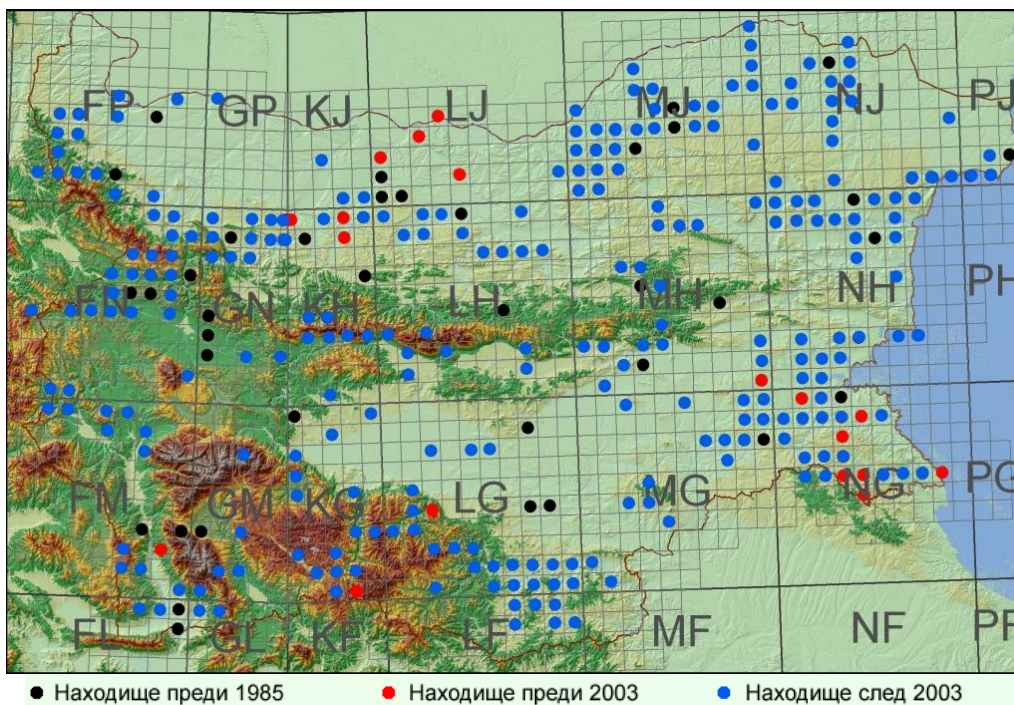 FP GP KJ LJ MJ NJ PJ
FN GN KH LH MH NH PH
FM GM KG LG MG NG PG
FL GL KF LF MF NF PF
Находище преди 1985 Находище преди 2003 Находище след 2003